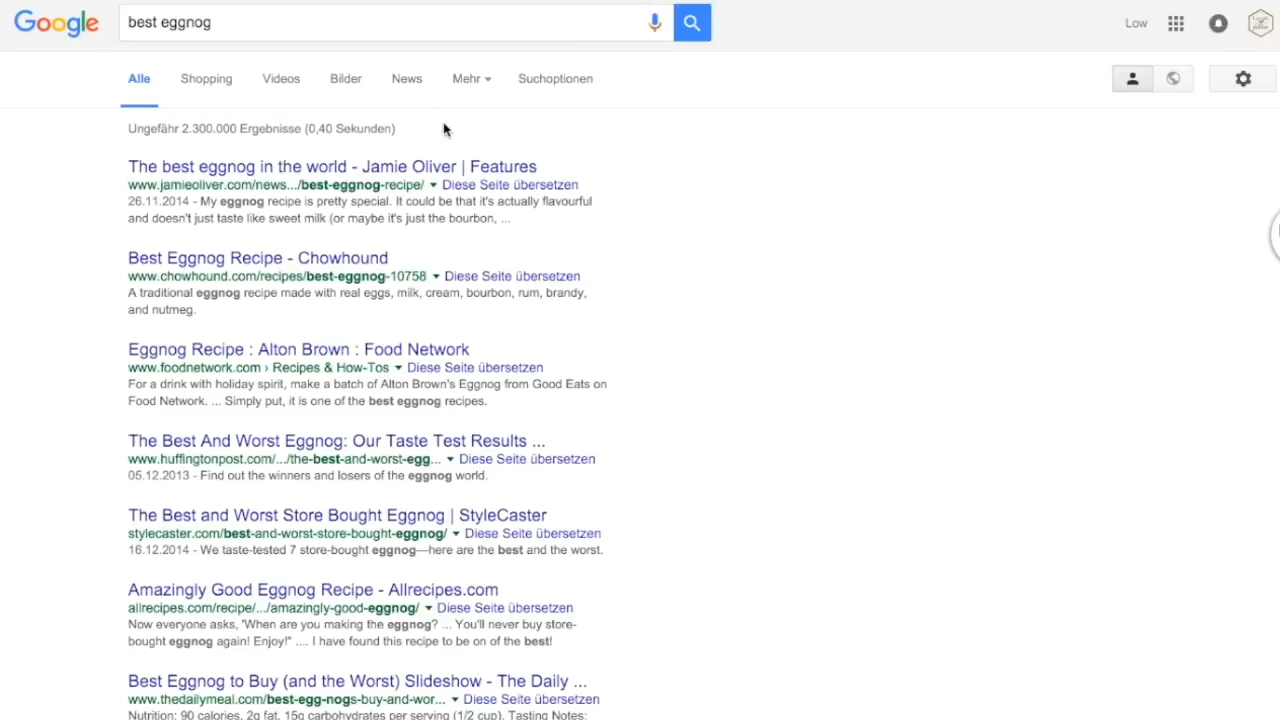 Google best eggnog Low
Alle Shopping Videos Bilder News Mehr Suchoptionen
Ungefähr 2.300.000 Ergebnisse (0,40 Sekunden)
The best eggnog in the world - Jamie Oliver | Features
www.jamieoliver.com/news.../best-eggnog-recipe/ Diese Seite übersetzen
26.11.2014 - My eggnog recipe is pretty special. It could be that it's actually flavourful
and doesn't just taste like sweet milk (or maybe it's just the bourbon, ...
Best Eggnog Recipe - Chowhound
www.chowhound.com/recipes/best-eggnog-10758 Diese Seite übersetzen
A traditional eggnog recipe made with real eggs, milk, cream, bourbon, rum, brandy,
and nutmeg.
Eggnog Recipe : Alton Brown : Food Network
www.foodnetwork.com › Recipes & How-Tos Diese Seite übersetzen
For a drink with holiday spirit, make a batch of Alton Brown's Eggnog from Good Eats on
Food Network. ... Simply put, it is one of the best eggnog recipes.
The Best And Worst Eggnog: Our Taste Test Results ...
www.huffingtonpost.com/.../the-best-and-worst-egg... Diese Seite übersetzen
05.12.2013 - Find out the winners and losers of the eggnog world.
The Best and Worst Store Bought Eggnog | StyleCaster
stylecaster.com/best-and-worst-store-bought-eggnog/ Diese Seite übersetzen
16.12.2014 - We taste-tested 7 store-bought eggnog—here are the best and the worst.
Amazingly Good Eggnog Recipe - Allrecipes.com
allrecipes.com/recipe/.../amazingly-good-eggnog/ Diese Seite übersetzen
Now everyone asks, 'When are you making the eggnog? ... You'll never buy store-
bought eggnog again! Enjoy!" .... I have found this recipe to be on of the best!
Best Eggnog to Buy (and the Worst) Slideshow - The Daily ...
www.thedailymeal.com/best-egg-nogs-buy-and-wor... Diese Seite übersetzen
Nutrition: 90 calories, 2g fat, 15g carbohydrates per serving (1/2 cup). Tasting Notes: